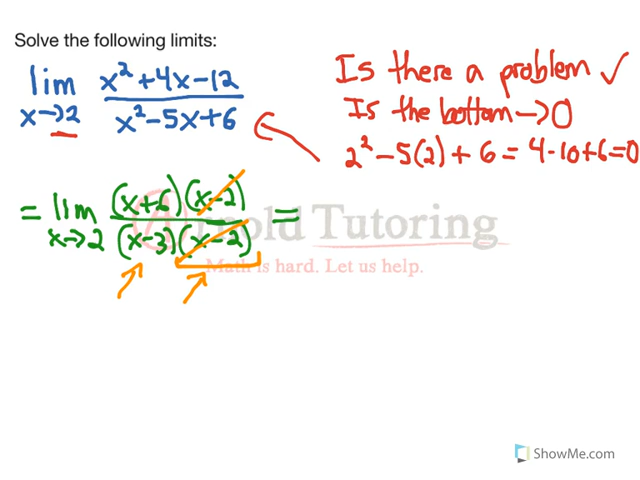 Solve the following limits:
lim x→2 (x² + 4x - 12) / (x² - 5x + 6)
Is there a problem ✓
Is the bottom → 0
2² - 5(2) + 6 = 4 - 10 + 6 = 0
= lim x→2 (x+6)(x-2) / (x-3)(x-2) =
old Tutoring
Math is hard. Let us help.
ShowMe.com